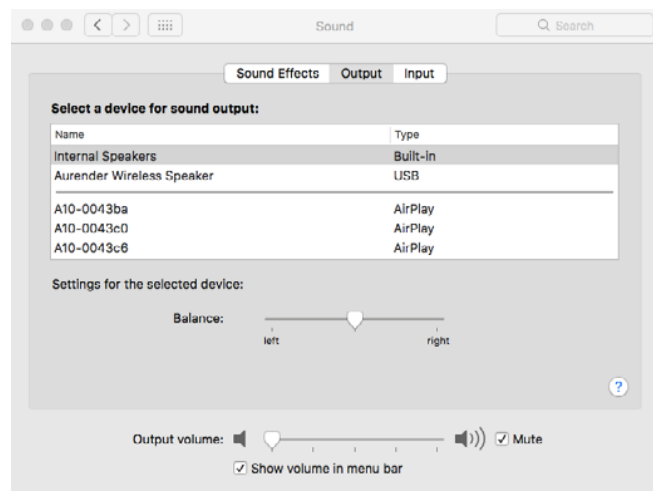 Sound
Search
Sound Effects Output Input
Select a device for sound output:
Name Type
Internal Speakers Built-in
Aurender Wireless Speaker USB
A10-0043ba AirPlay
A10-0043c0 AirPlay
A10-0043c6 AirPlay
Settings for the selected device:
Balance:
left right
?
Output volume: Mute
Show volume in menu bar